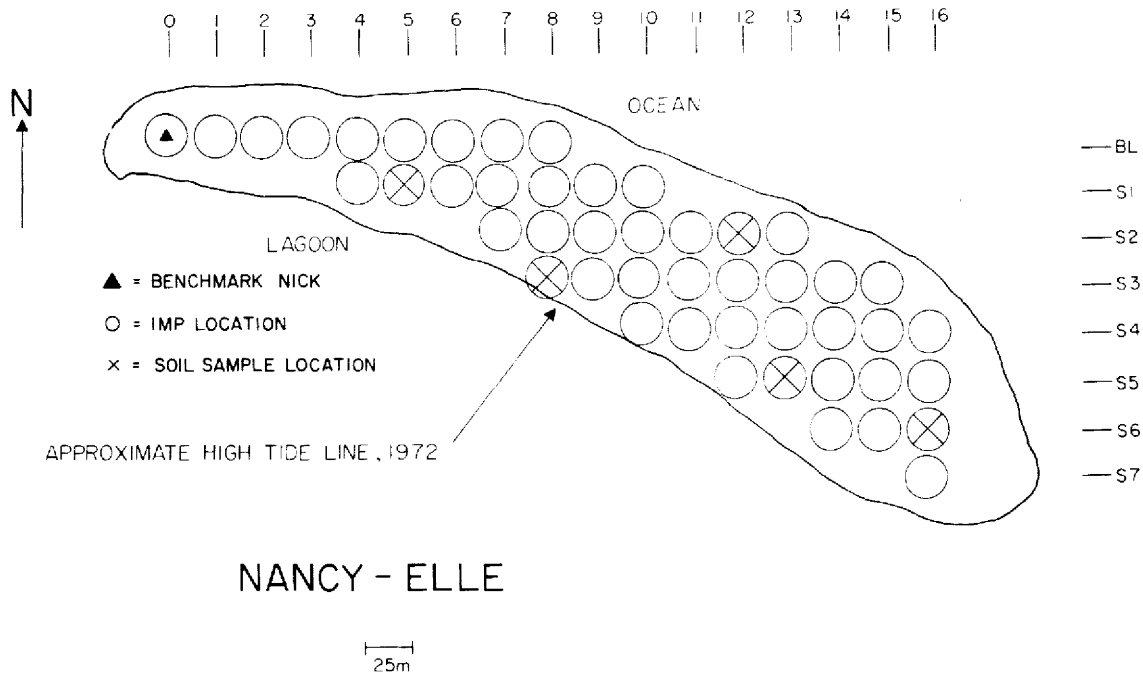 0 1 2 3 4 5 6 7 8 9 10 11 12 13 14 15 16
N
OCEAN
BL
S1
S2
LAGOON
▲ = BENCHMARK NICK
S3
○ = IMP LOCATION
S4
× = SOIL SAMPLE LOCATION
S5
S6
APPROXIMATE HIGH TIDE LINE, 1972
S7
NANCY - ELLE
25m